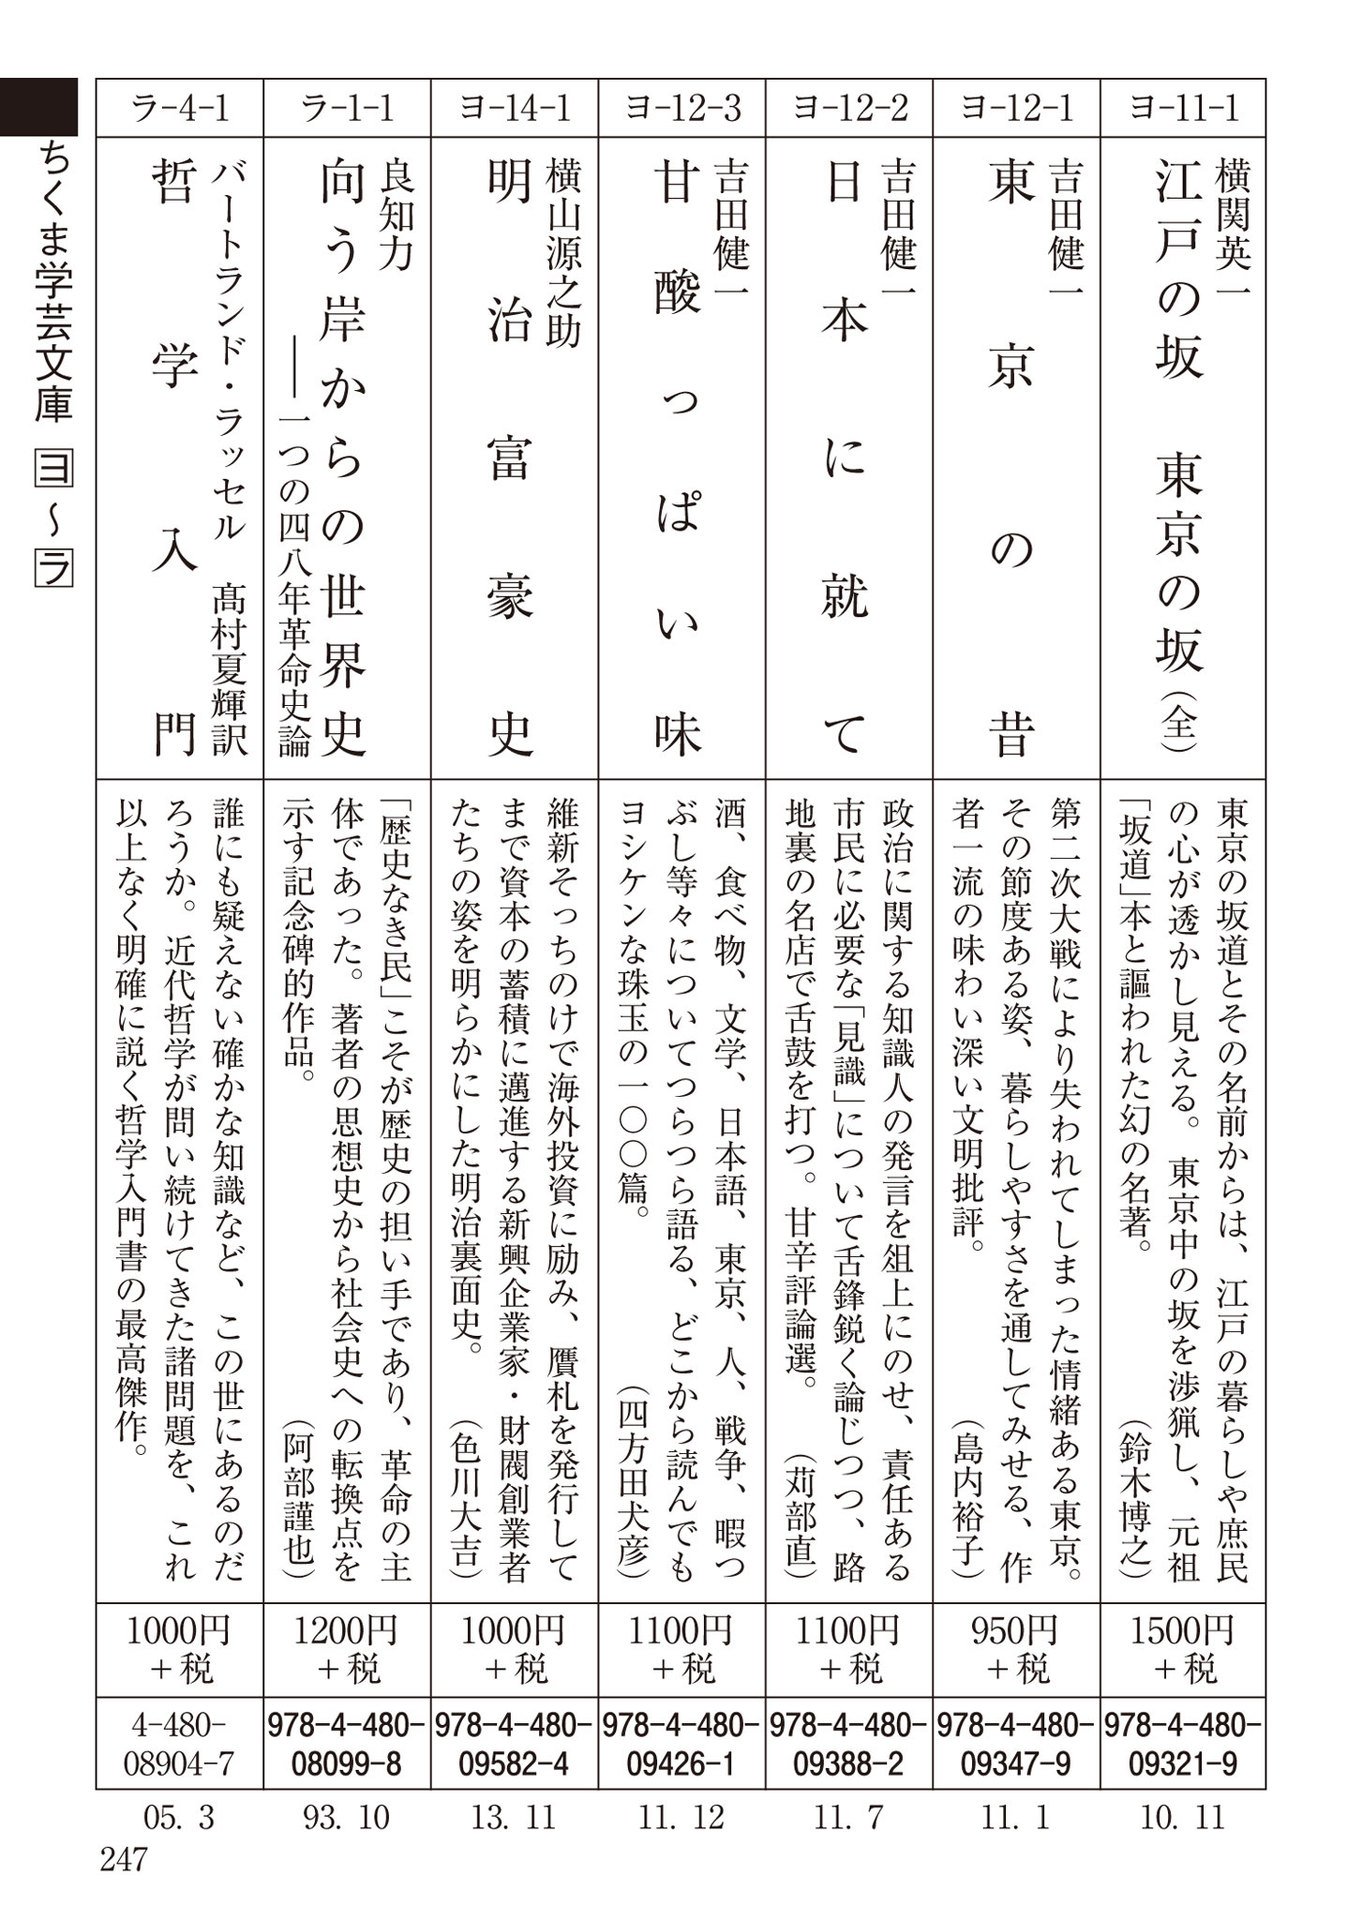 ちくま学芸文庫 ヨ〜ラ
ヨ-11-1
横関英一
江戸の坂 東京の坂(全)
東京の坂道とその名前からは、江戸の暮らしや庶民
の心が透かし見える。東京中の坂を渉猟し、元祖
「坂道」本と謳われた幻の名著。(鈴木博之)
1500円
+税
978-4-480-
09321-9
10. 11
ヨ-12-1
吉田健一
東京の昔
第二次大戦により失われてしまった情緒ある東京。
その節度ある姿、暮らしやすさを通してみせる、作
者一流の味わい深い文明批評。(島内裕子)
950円
+税
978-4-480-
09347-9
11. 1
ヨ-12-2
吉田健一
日本に就て
政治に関する知識人の発言を俎上にのせ、責任ある
市民に必要な「見識」について舌鋒鋭く論じつつ、路
地裏の名店で舌鼓を打つ。甘辛評論選。(苅部直)
1100円
+税
978-4-480-
09388-2
11. 7
ヨ-12-3
吉田健一
甘酸っぱい味
酒、食べ物、文学、日本語、東京、人、戦争、暇つ
ぶし等々についてつらつら語る、どこから読んでも
ヨシケンな珠玉の一〇〇篇。(四方田犬彦)
1100円
+税
978-4-480-
09426-1
11. 12
ヨ-14-1
横山源之助
明治富豪史
維新そっちのけで海外投資に励み、贋札を発行して
まで資本の蓄積に邁進する新興企業家・財閥創業者
たちの姿を明らかにした明治裏面史。(色川大吉)
1000円
+税
978-4-480-
09582-4
13. 11
ラ-1-1
良知力
向う岸からの世界史
――一つの四八年革命史論
「歴史なき民」こそが歴史の担い手であり、革命の主
体であった。著者の思想史から社会史への転換点を
示す記念碑的作品。(阿部謹也)
1200円
+税
978-4-480-
08099-8
93. 10
ラ-4-1
バートランド・ラッセル 髙村夏輝訳
哲学入門
誰にも疑えない確かな知識など、この世にあるのだ
ろうか。近代哲学が問い続けてきた諸問題を、これ
以上なく明確に説く哲学入門書の最高傑作。
1000円
+税
4-480-
08904-7
05. 3
247